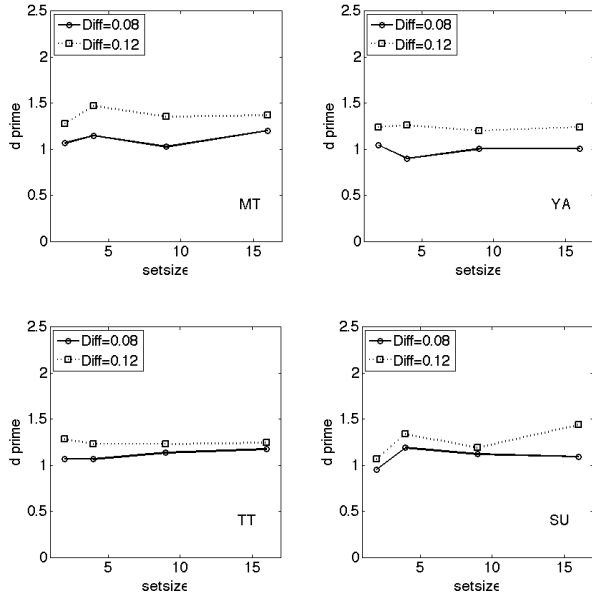 2.5
2
1.5
1
0.5
0
d prime
Diff=0.08
Diff=0.12
MT
5 10 15
setsize
2.5
2
1.5
1
0.5
0
d prime
Diff=0.08
Diff=0.12
YA
5 10 15
setsize
2.5
2
1.5
1
0.5
0
d prime
Diff=0.08
Diff=0.12
TT
5 10 15
setsize
2.5
2
1.5
1
0.5
0
d prime
Diff=0.08
Diff=0.12
SU
5 10 15
setsize